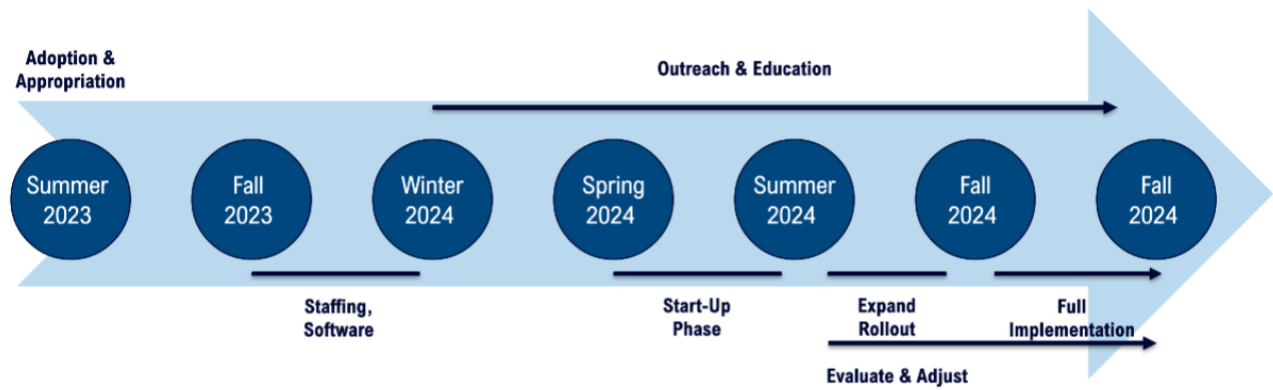 Adoption &
Appropriation
Outreach & Education
Summer
2023
Fall
2023
Winter
2024
Spring
2024
Summer
2024
Fall
2024
Fall
2024
Staffing,
Software
Start-Up
Phase
Expand
Rollout
Full
Implementation
Evaluate & Adjust